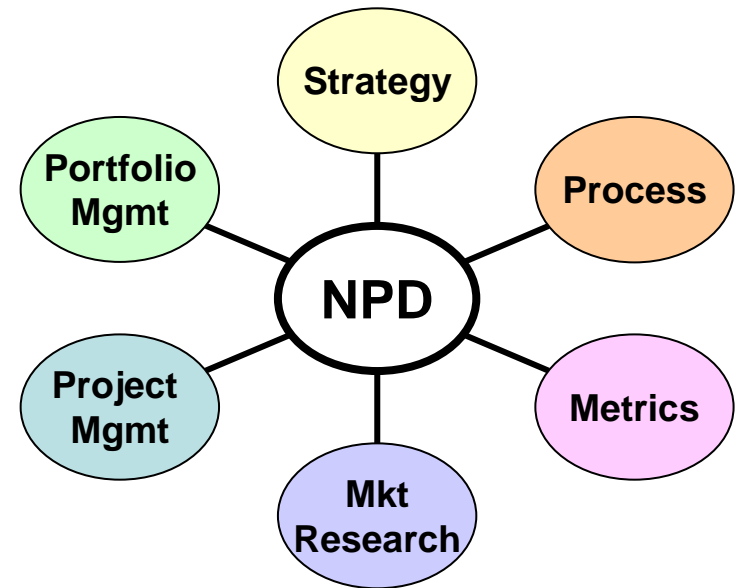 Strategy
Portfolio
Mgmt
Process
NPD
Project
Mgmt
Metrics
Mkt
Research